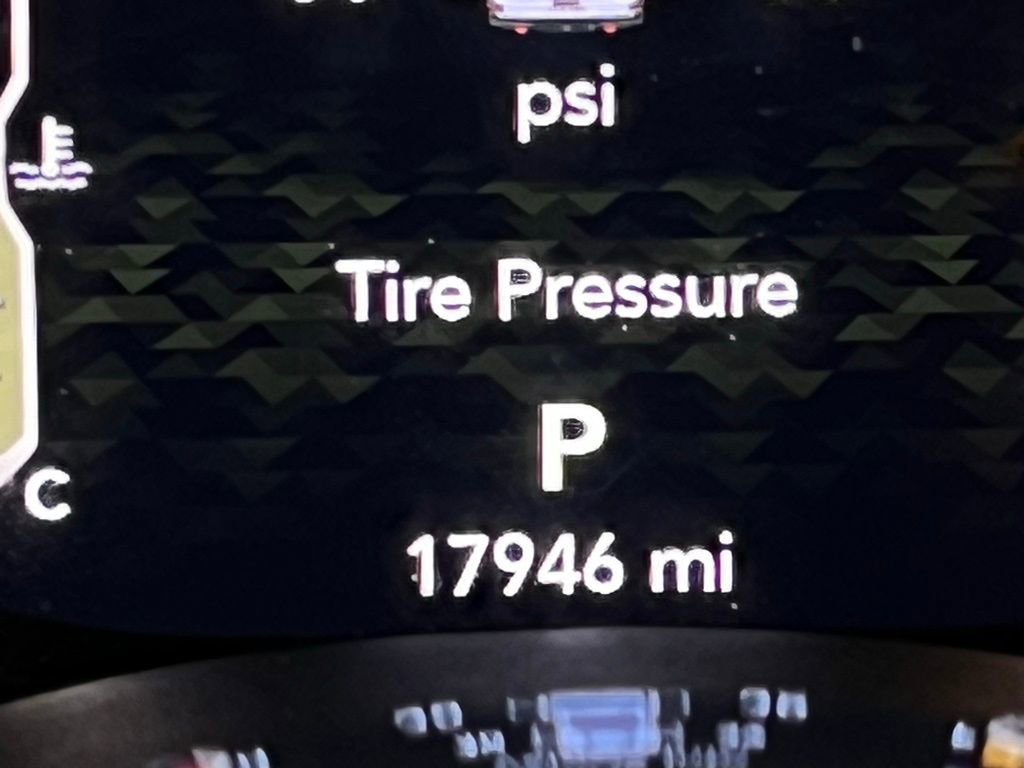 psi
Tire Pressure
C
P
17946 mi